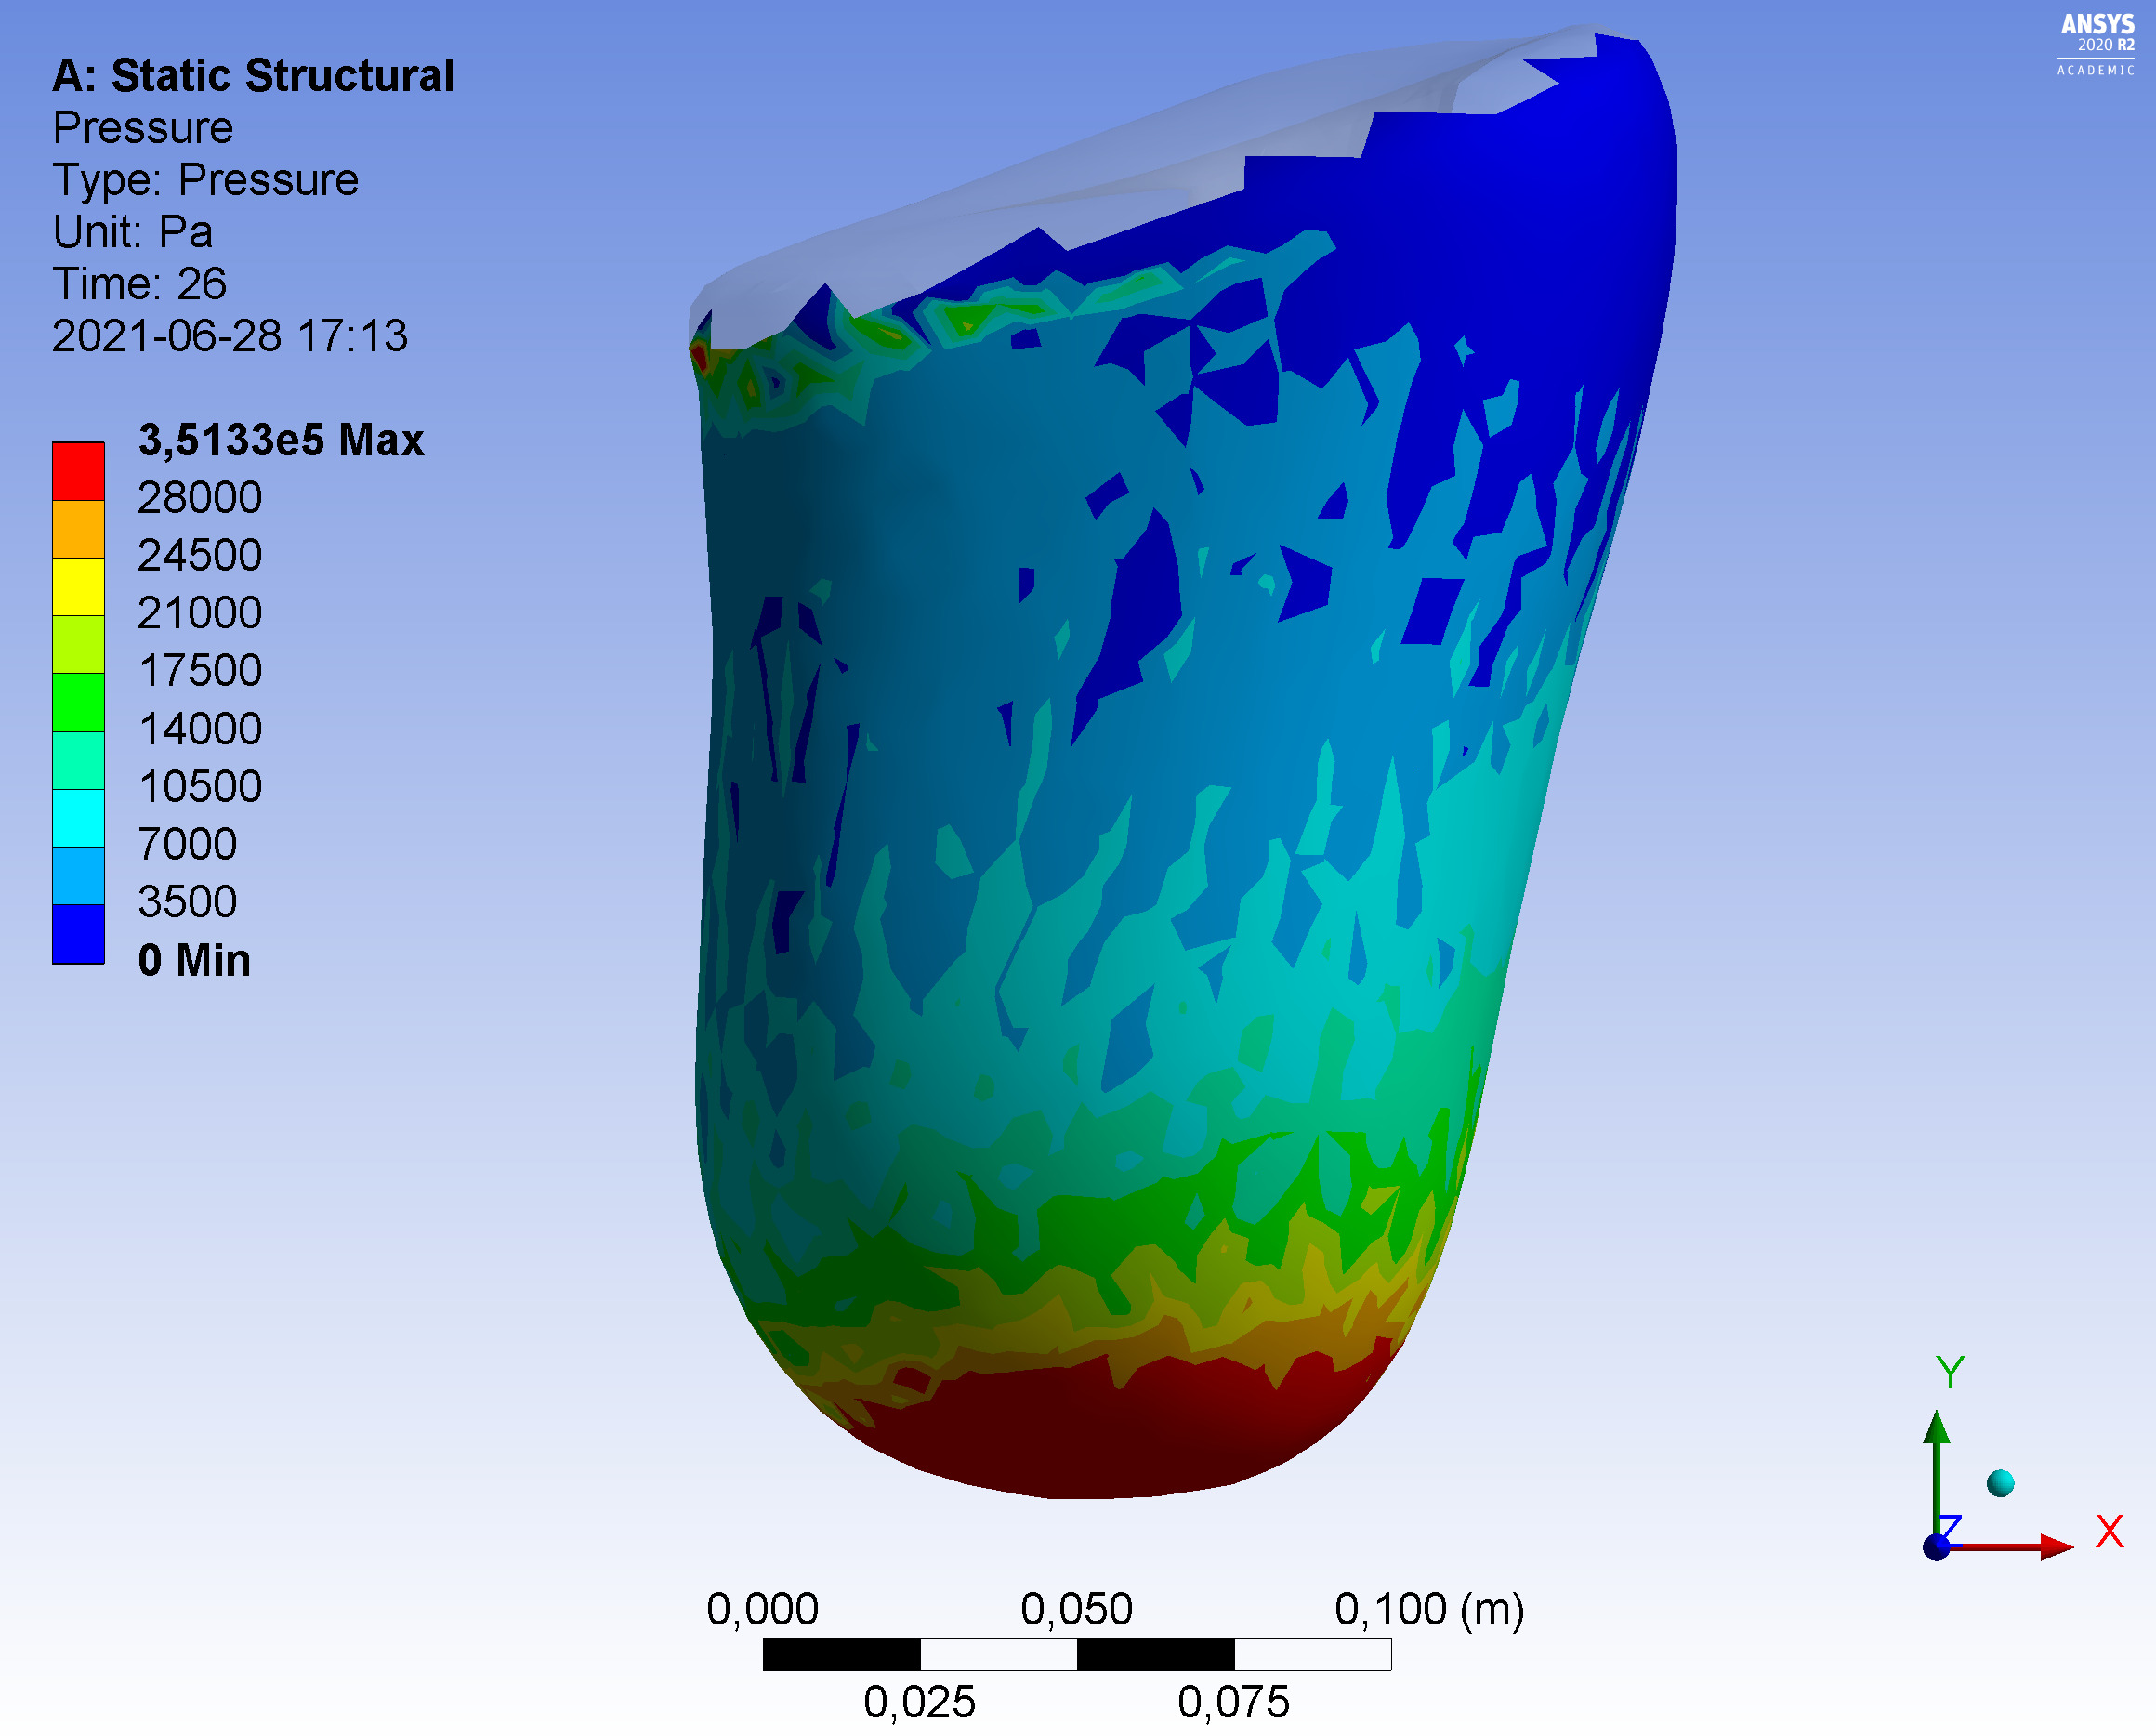 ANSYS
2020 R2
ACADEMIC
A: Static Structural
Pressure
Type: Pressure
Unit: Pa
Time: 26
2021-06-28 17:13
3,5133e5 Max
28000
24500
21000
17500
14000
10500
7000
3500
0 Min
Y
Z
X
0,000 0,050 0,100 (m)
0,025 0,075